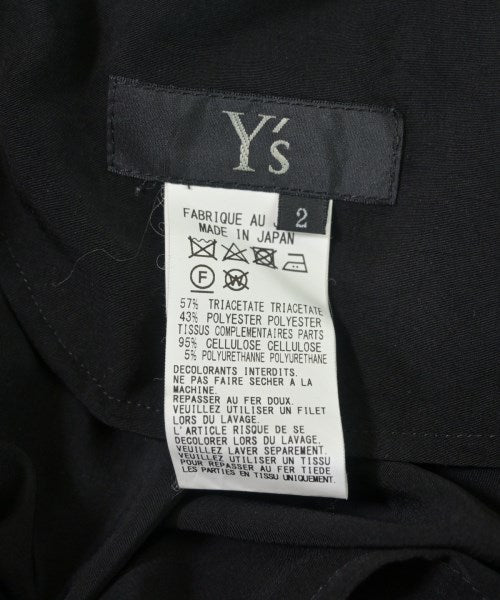 Y's
2
FABRIQUE AU J
MADE IN JAPAN
F W
57% TRIACETATE TRIACETATE
43% POLYESTER POLYESTER
TISSUS COMPLEMENTAIRES PARTS
95% CELLULOSE CELLULOSE
5% POLYURETHANNE POLYURETHANE
DECOLORANTS INTERDITS.
NE PAS FAIRE SECHER A LA
MACHINE.
REPASSER AU FER DOUX.
VEUILLEZ UTILISER UN FILET
LORS DU LAVAGE.
L'ARTICLE RISQUE DE SE
DECOLORER LORS DU LAVAGE.
VEUILLEZ LAVER SEPAREMENT.
VEUILLEZ UTILISER UN TISSU
POUR REPASSER AU FER TIEDE
LES PARTIES EN TISSU UNIQUEMENT.